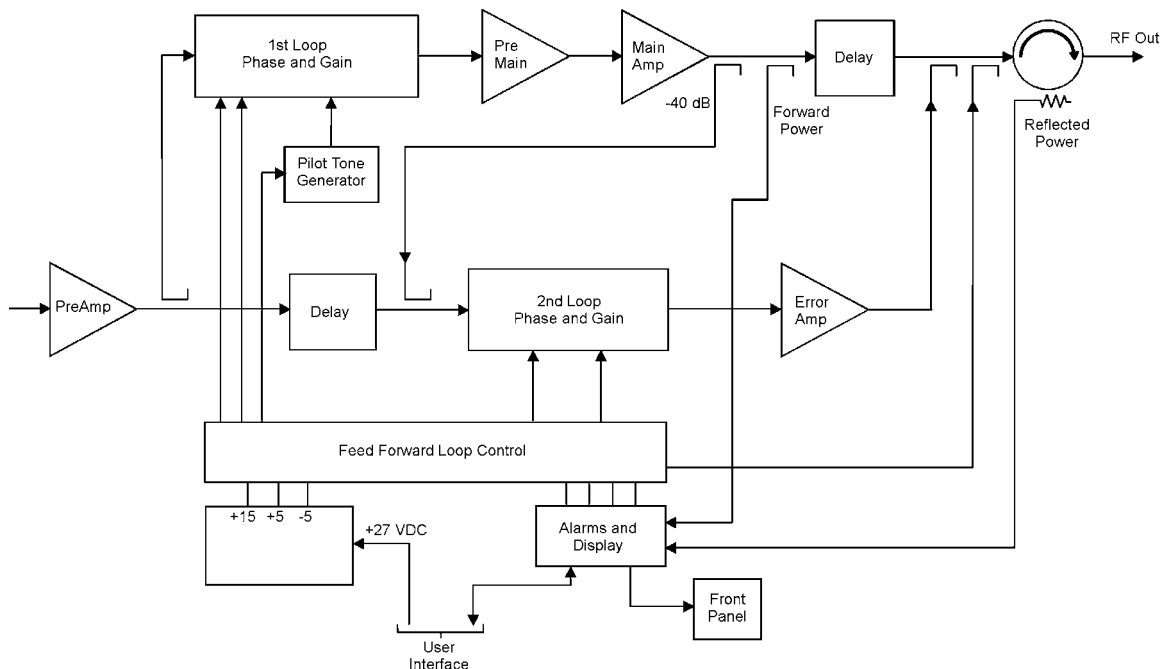 1st Loop
Phase and Gain
Pre
Main
Main
Amp
Delay
RF Out
-40 dB
Forward
Power
Reflected
Power
Pilot Tone
Generator
PreAmp
Delay
2nd Loop
Phase and Gain
Error
Amp
Feed Forward Loop Control
+15 +5 -5
+27 VDC
Alarms and
Display
Front
Panel
User
Interface